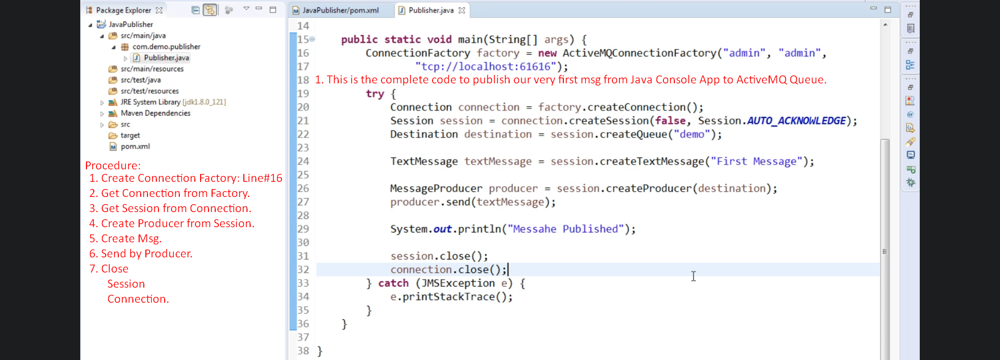 Package Explorer
JavaPublisher
src/main/java
com.demo.publisher
Publisher.java
src/main/resources
src/test/java
src/test/resources
JRE System Library [jdk1.8.0_121]
Maven Dependencies
src
target
pom.xml
Procedure:
1. Create Connection Factory: Line#16
2. Get Connection from Factory.
3. Get Session from Connection.
4. Create Producer from Session.
5. Create Msg.
6. Send by Producer.
7. Close
Session
Connection.
JavaPublisher/pom.xml Publisher.java
14
15 public static void main(String[] args) {
16 ConnectionFactory factory = new ActiveMQConnectionFactory("admin", "admin",
17 "tcp://localhost:61616");
18 1. This is the complete code to publish our very first msg from Java Console App to ActiveMQ Queue.
19 try {
20 Connection connection = factory.createConnection();
21 Session session = connection.createSession(false, Session.AUTO_ACKNOWLEDGE);
22 Destination destination = session.createQueue("demo");
23
24 TextMessage textMessage = session.createTextMessage("First Message");
25
26 MessageProducer producer = session.createProducer(destination);
27 producer.send(textMessage);
28
29 System.out.println("Messahe Published");
30
31 session.close();
32 connection.close();
33 } catch (JMSException e) {
34 e.printStackTrace();
35 }
36 }
37
38 }